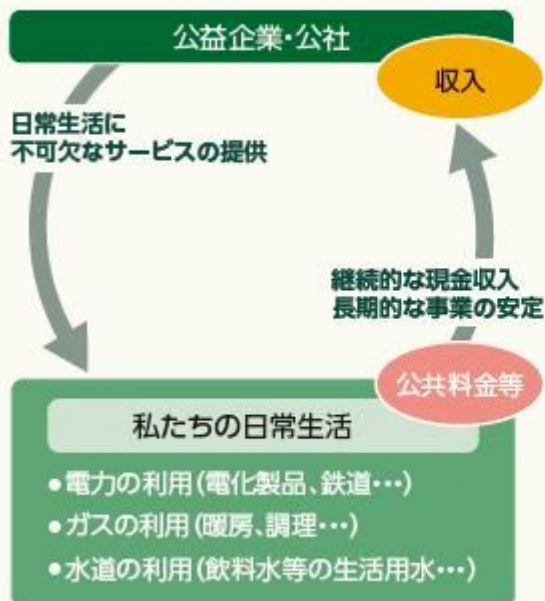 公益企業・公社
収入
日常生活に
不可欠なサービスの提供
継続的な現金収入
長期的な事業の安定
公共料金等
私たちの日常生活
●電力の利用(電化製品、鉄道･･･)
●ガスの利用(暖房、調理･･･)
●水道の利用(飲料水等の生活用水･･･)